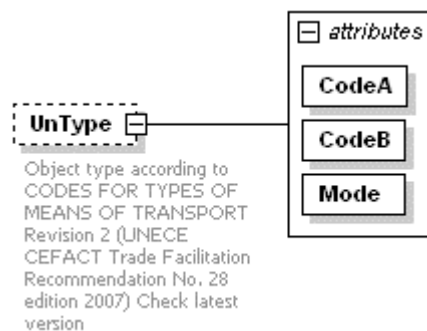 attributes
CodeA
UnType
CodeB
Mode
Object type according to
CODES FOR TYPES OF
MEANS OF TRANSPORT
Revision 2 (UNECE
CEFACT Trade Facilitation
Recommendation No. 28
edition 2007) Check latest
version